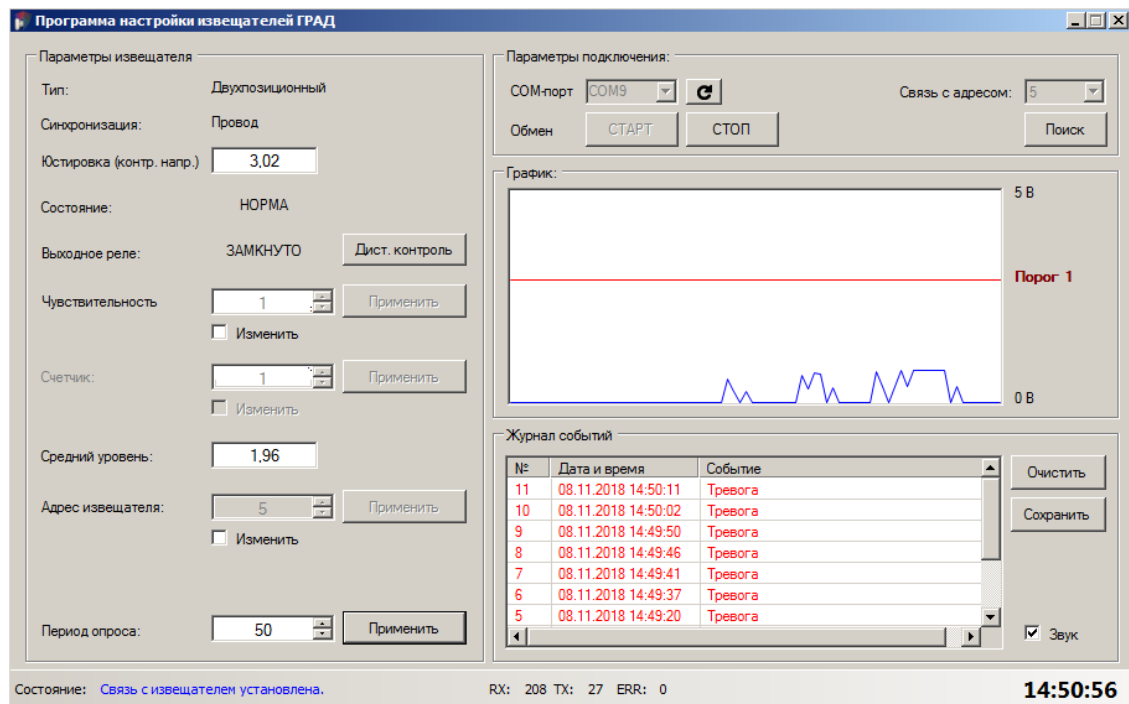 Программа настройки извещателей ГРАД
Параметры извещателя
Тип: Двухпозиционный
Синхронизация: Провод
Юстировка (контр. напр.) 3,02
Состояние: НОРМА
Выходное реле: ЗАМКНУТО Дист. контроль
Чувствительность 1 Применить
Изменить
Счетчик: 1 Применить
Изменить
Средний уровень: 1,96
Адрес извещателя: 5 Применить
Изменить
Период опроса: 50 Применить
Параметры подключения:
COM-порт COM9 Связь с адресом: 5
Обмен СТАРТ СТОП Поиск
График:
5 В
Порог 1
0 В
Журнал событий
№ Дата и время Событие
11 08.11.2018 14:50:11 Тревога
10 08.11.2018 14:50:02 Тревога
9 08.11.2018 14:49:50 Тревога
8 08.11.2018 14:49:46 Тревога
7 08.11.2018 14:49:41 Тревога
6 08.11.2018 14:49:37 Тревога
5 08.11.2018 14:49:20 Тревога
Очистить
Сохранить
Звук
Состояние: Связь с извещателем установлена. RX: 208 TX: 27 ERR: 0 14:50:56